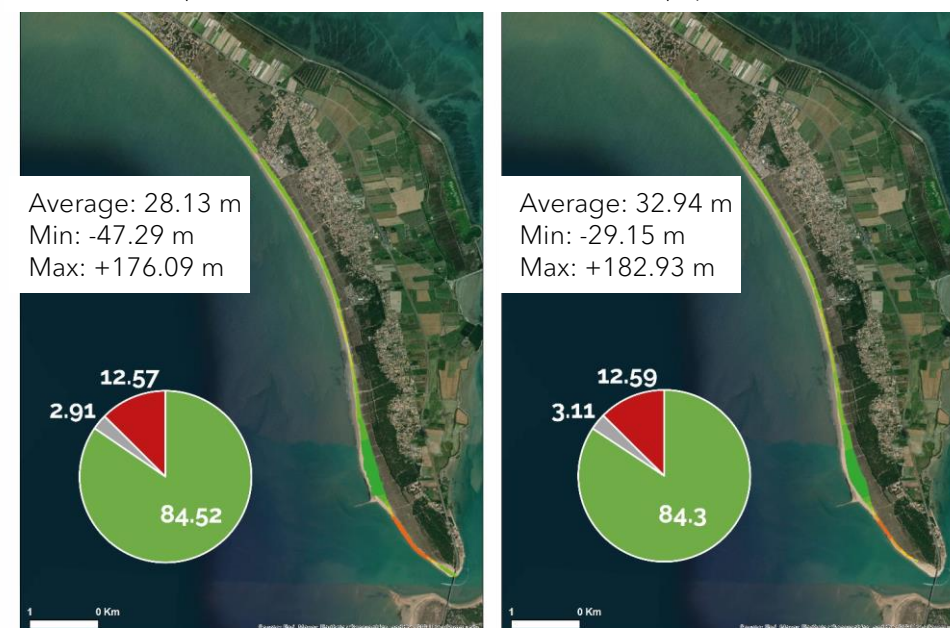 Average: 28.13 m
Min: -47.29 m
Max: +176.09 m
12.57
2.91
84.52
1 0 Km
Average: 32.94 m
Min: -29.15 m
Max: +182.93 m
12.59
3.11
84.3
1 0 Km